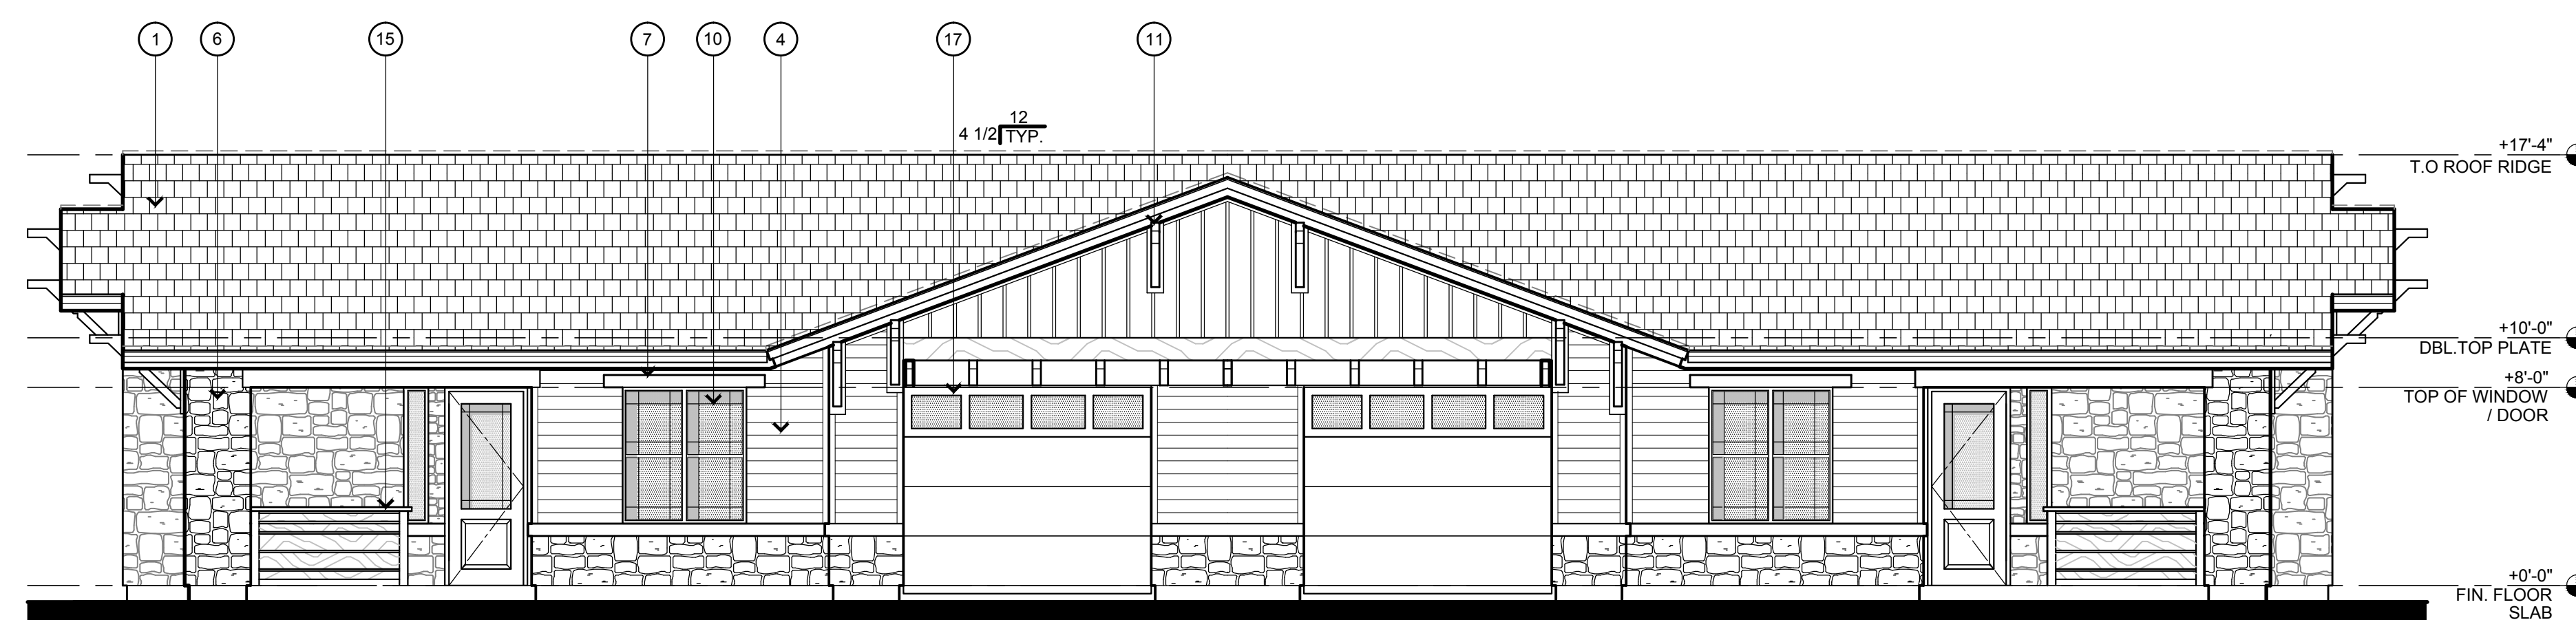 1 6 15 7 10 4 17 11
12
4 1/2 TYP.
+17'-4"
T.O ROOF RIDGE
+10'-0"
DBL.TOP PLATE
+8'-0"
TOP OF WINDOW
/ DOOR
+0'-0"
FIN. FLOOR
SLAB